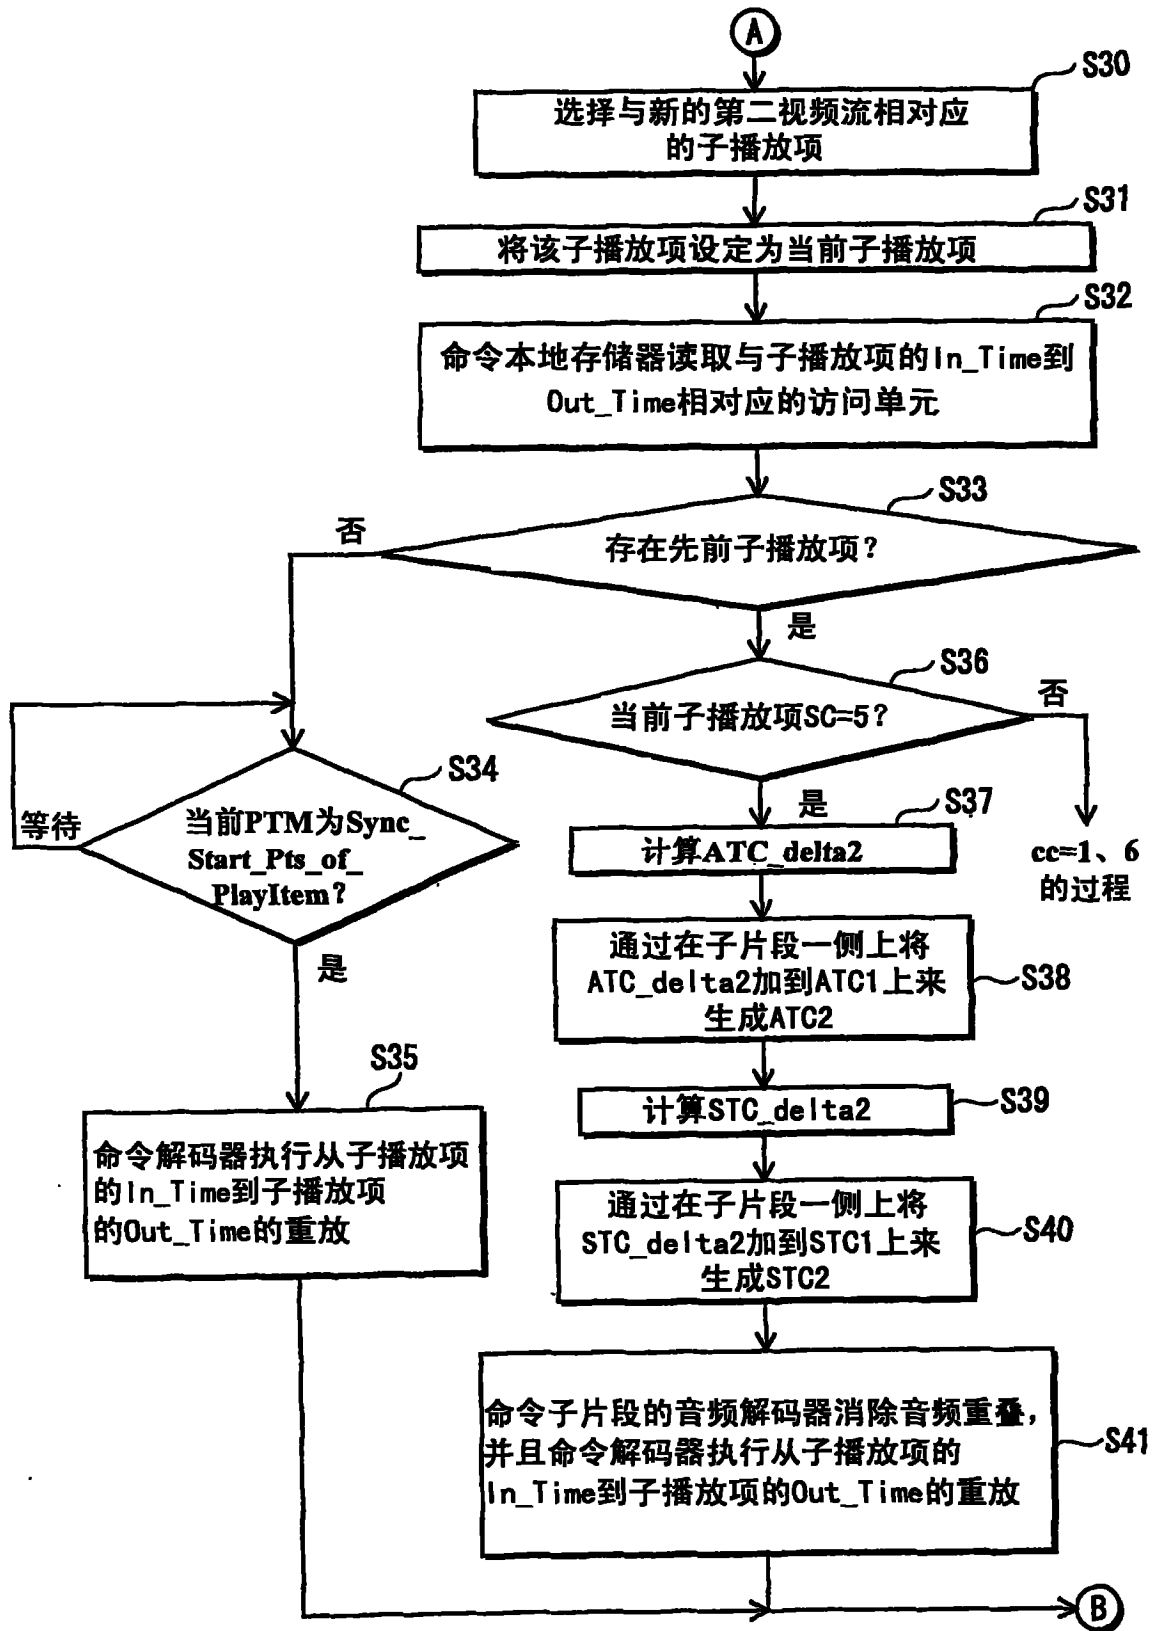 A
S30
选择与新的第二视频流相对应
的子播放项
S31
将该子播放项设定为当前子播放项
S32
命令本地存储器读取与子播放项的In_Time到
Out_Time相对应的访问单元
S33
否
存在先前子播放项？
是
S36
当前子播放项SC=5？
否
S34
等待
当前PTM为Sync_
Start_Pts_of_
PlayItem？
是
是
S37
计算ATC_delta2
cc=1、6
的过程
通过在子片段一侧上将
ATC_delta2加到ATC1上来
生成ATC2
S38
S35
命令解码器执行从子播放项
的In_Time到子播放项
的Out_Time的重放
计算STC_delta2
S39
通过在子片段一侧上将
STC_delta2加到STC1上来
生成STC2
S40
命令子片段的音频解码器消除音频重叠，
并且命令解码器执行从子播放项的
In_Time到子播放项的Out_Time的重放
S41
B